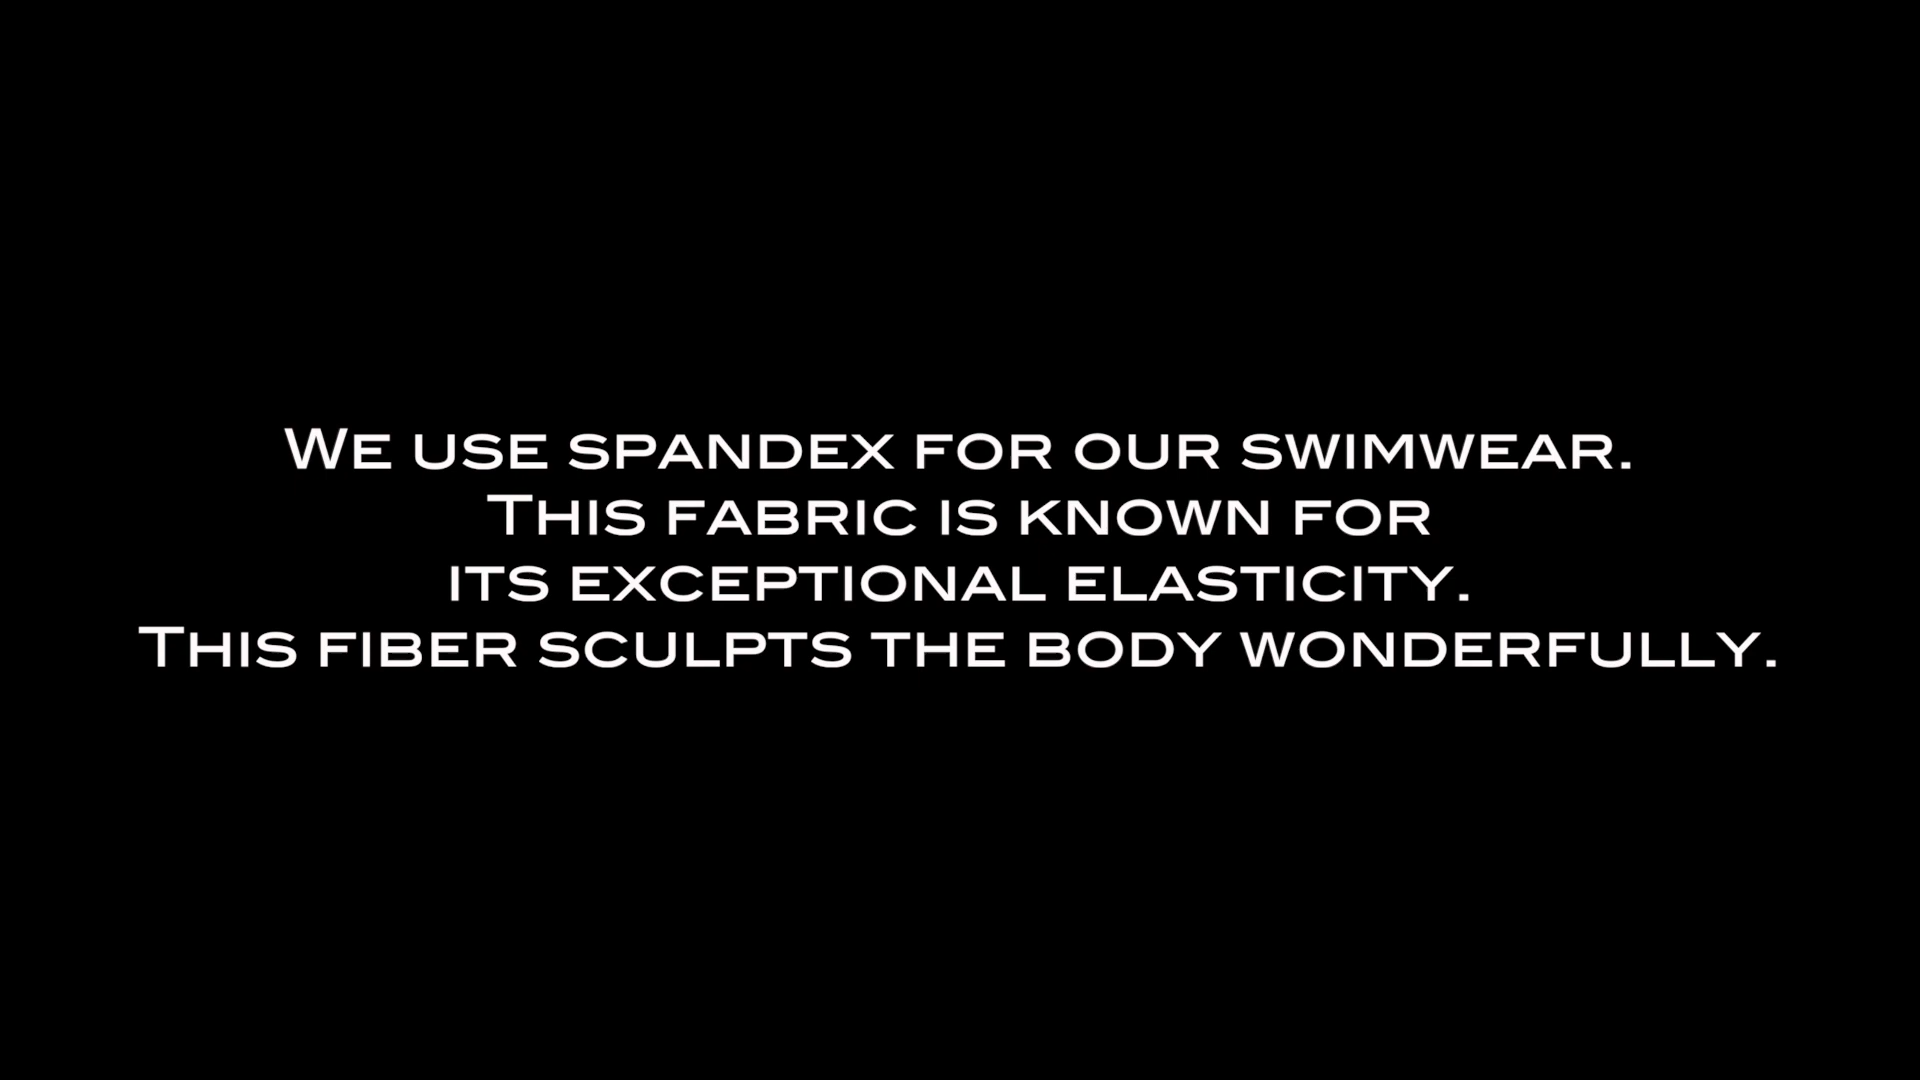 We use spandex for our swimwear.
This fabric is known for
its exceptional elasticity.
This fiber sculpts the body wonderfully.